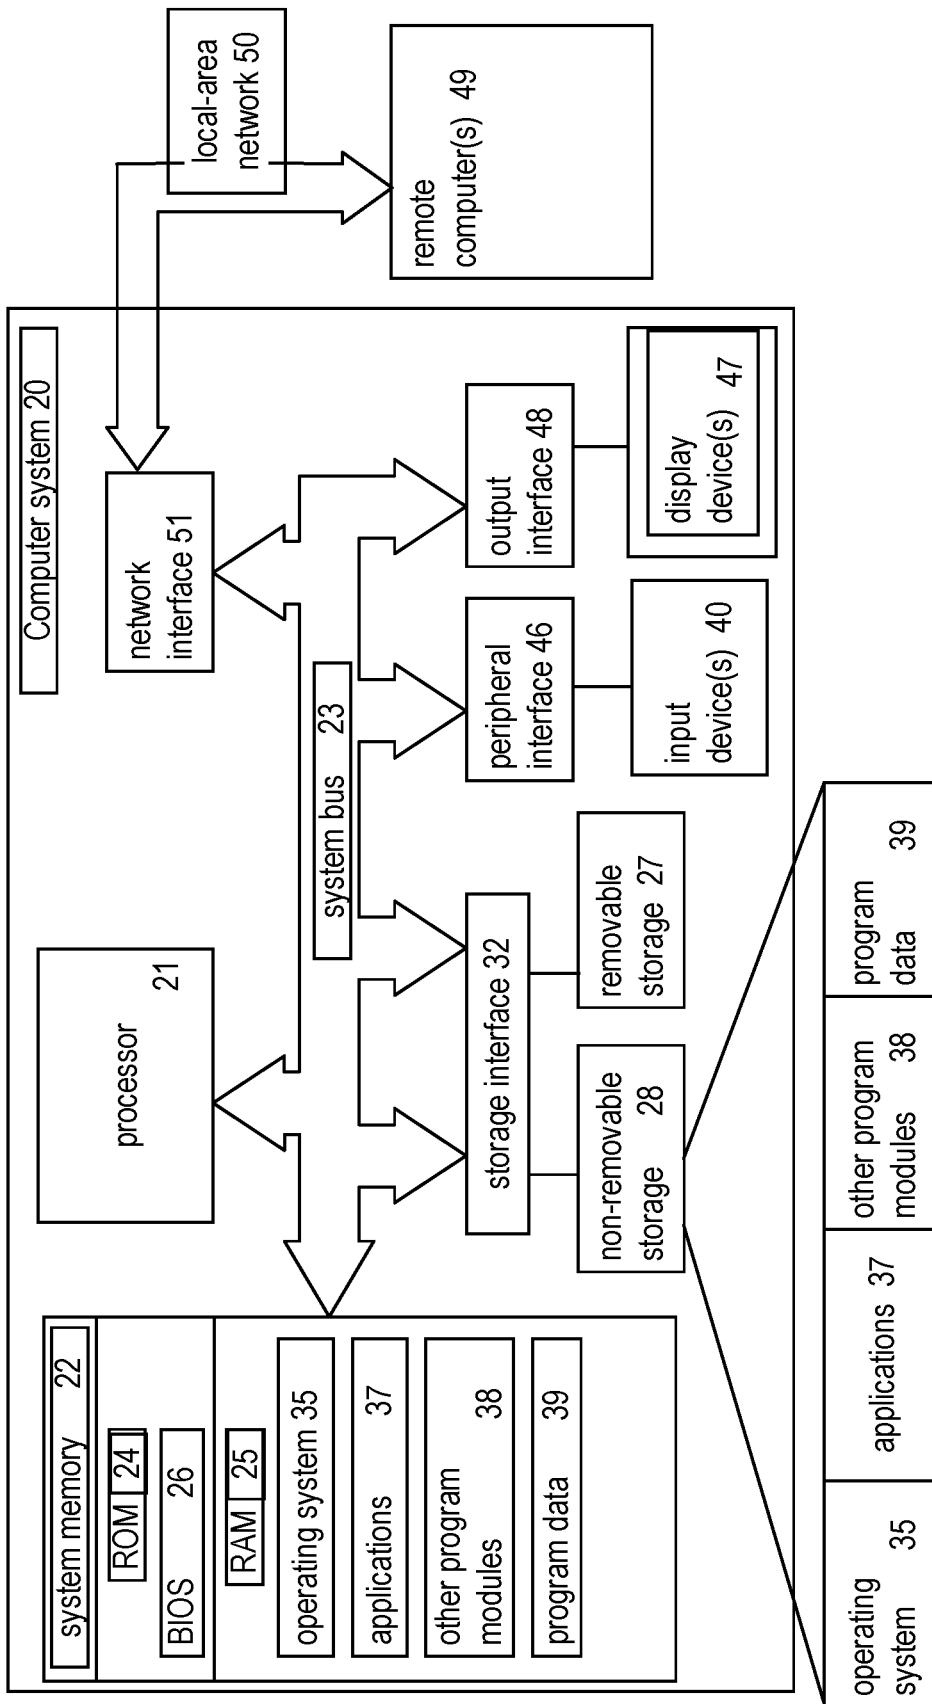 Computer system 20
system memory 22
ROM 24
BIOS 26
RAM 25
operating system 35
applications 37
other program
modules 38
program data 39
processor
21
system bus 23
network
interface 51
local-area
network 50
remote
computer(s) 49
storage interface 32
peripheral
interface 46
output
interface 48
non-removable
storage 28
removable
storage 27
input
device(s) 40
display
device(s) 47
operating
system 35
applications 37
other program
modules 38
program
data 39